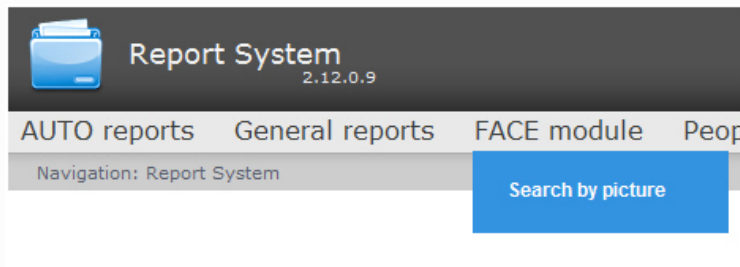 Report System
2.12.0.9
AUTO reports General reports FACE module
Navigation: Report System
Search by picture